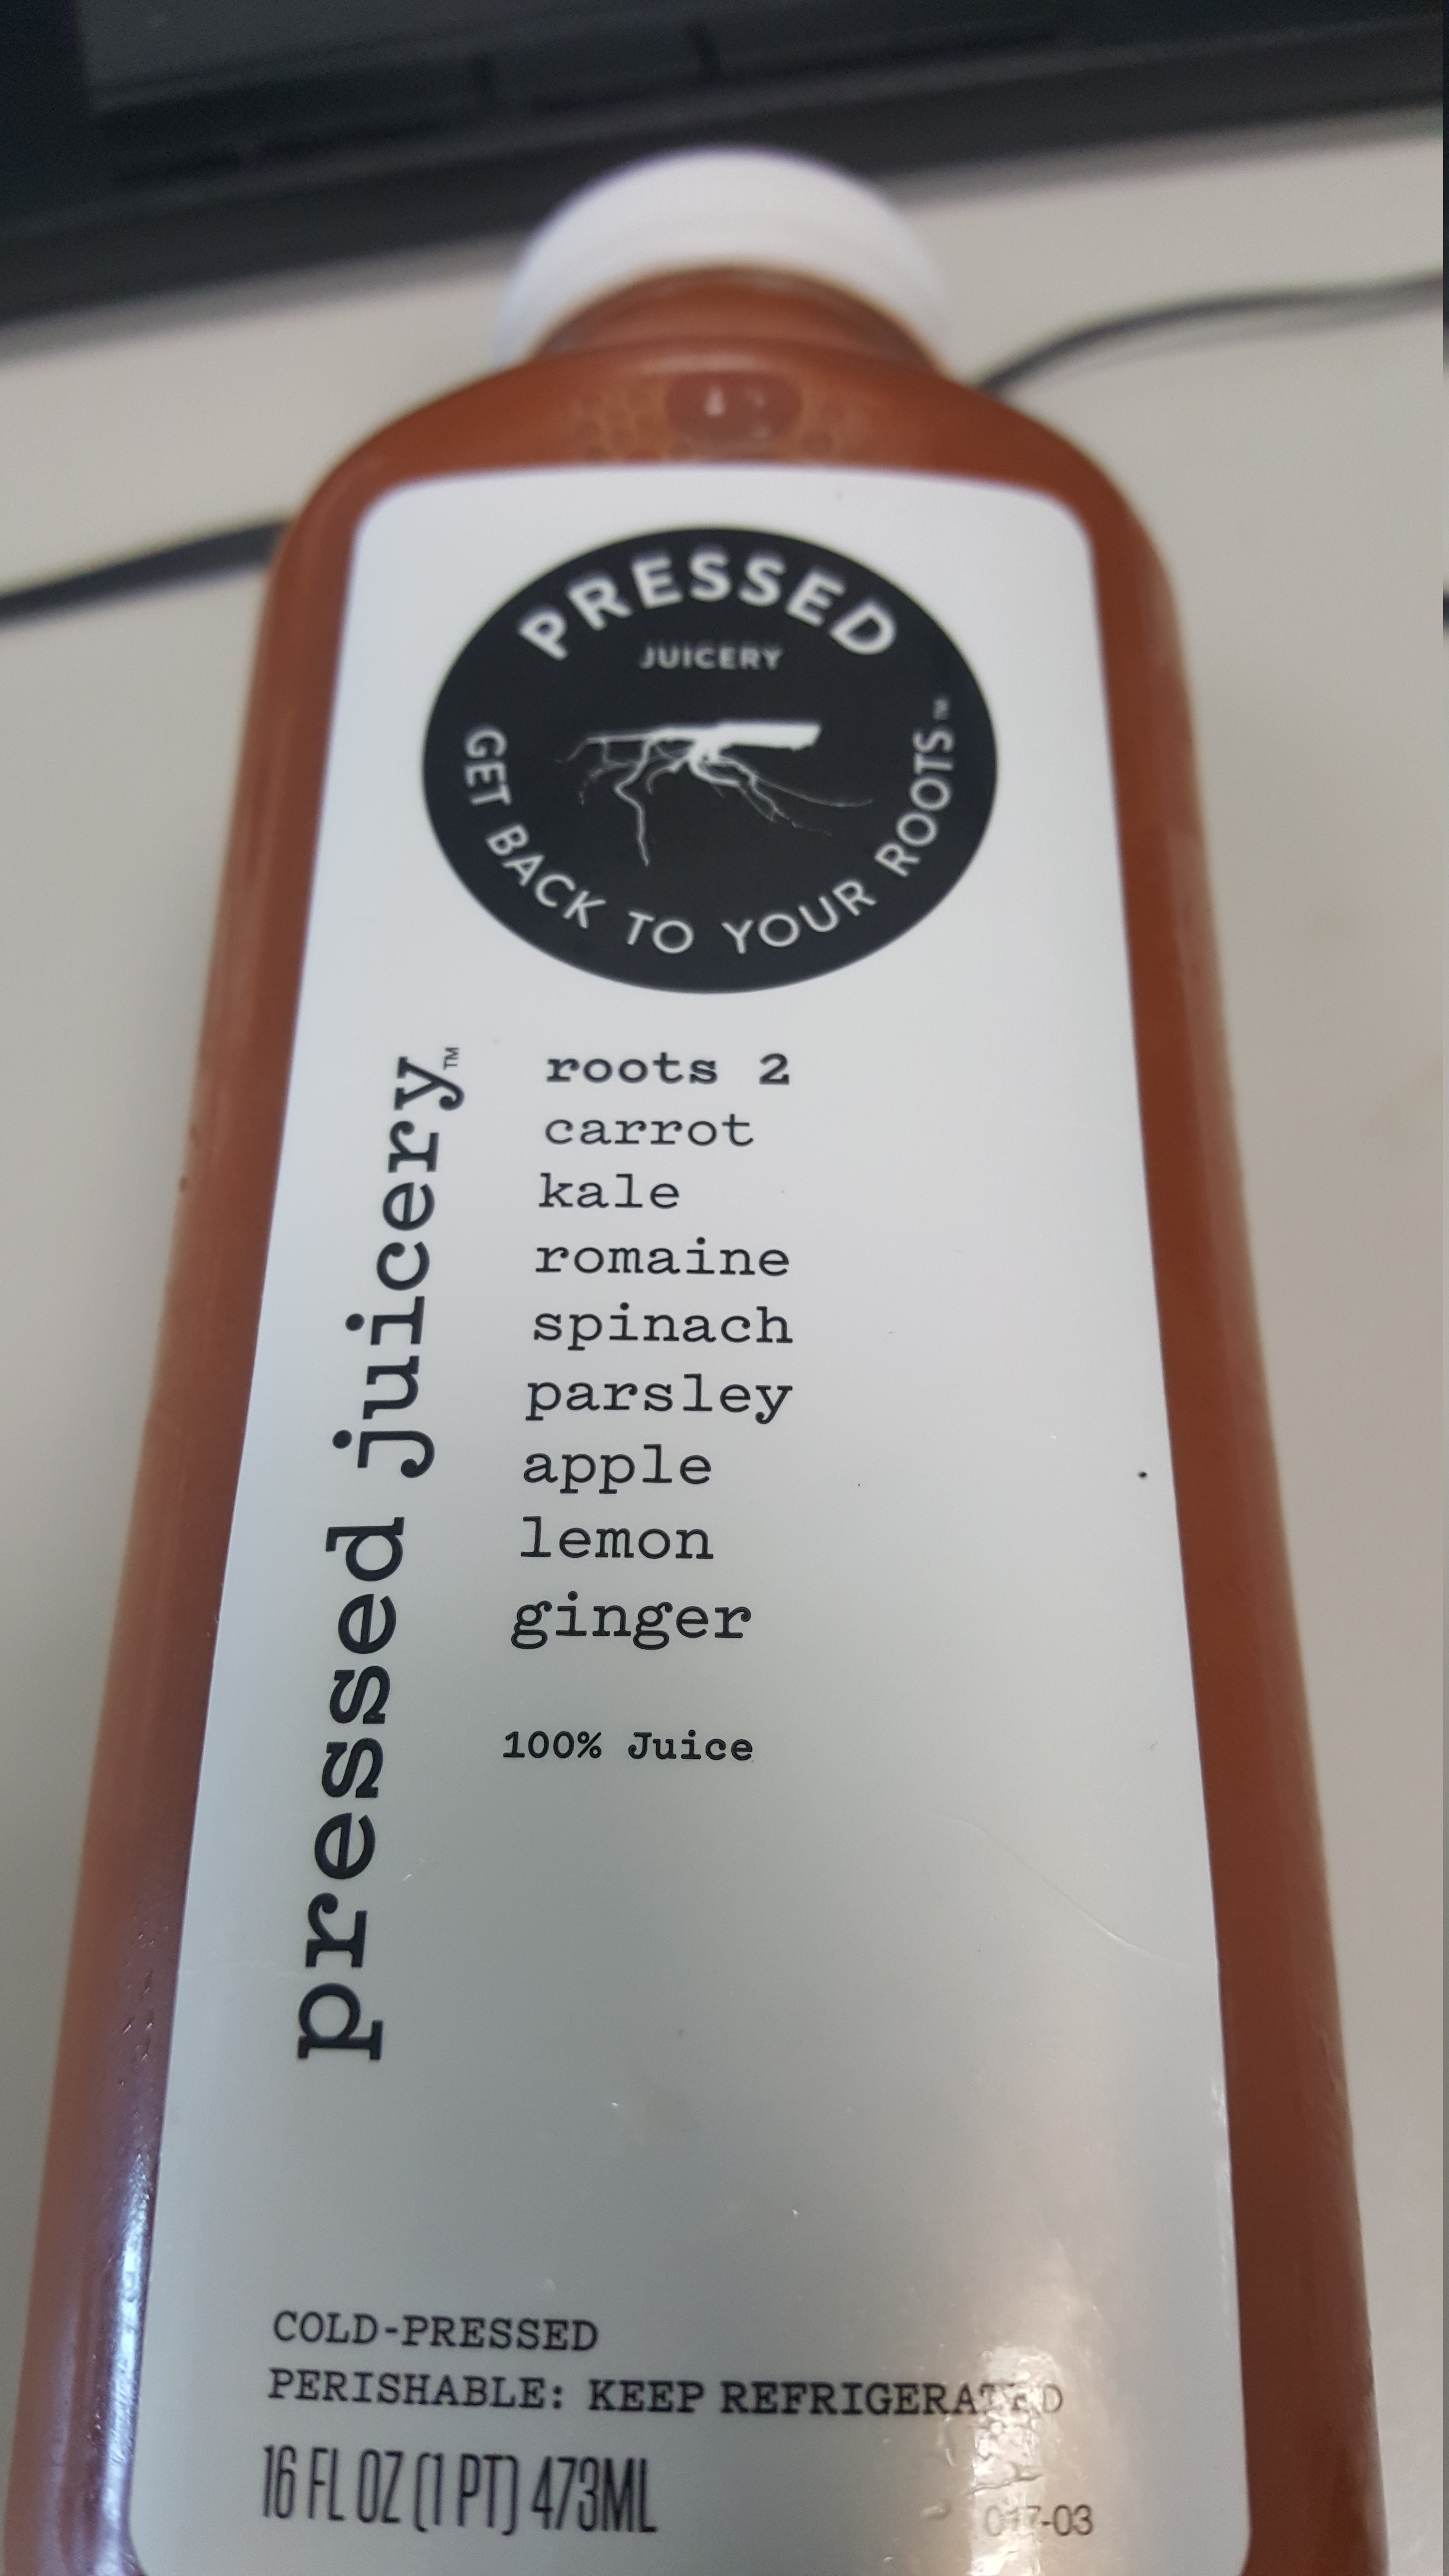 PRESSED
JUICERY
GET BACK TO YOUR ROOTS™
pressed juicery™
roots 2
carrot
kale
romaine
spinach
parsley
apple
lemon
ginger
100% Juice
COLD-PRESSED
PERISHABLE: KEEP REFRIGERATED
16 FL OZ (1 PT) 473ML
017-03